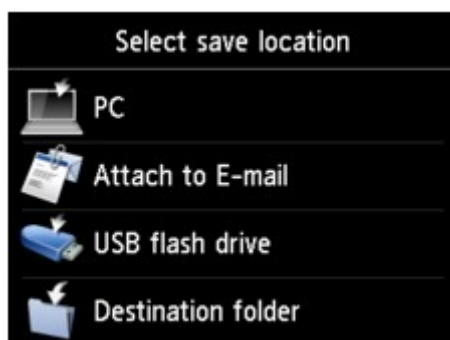 Select save location
PC
Attach to E-mail
USB flash drive
Destination folder